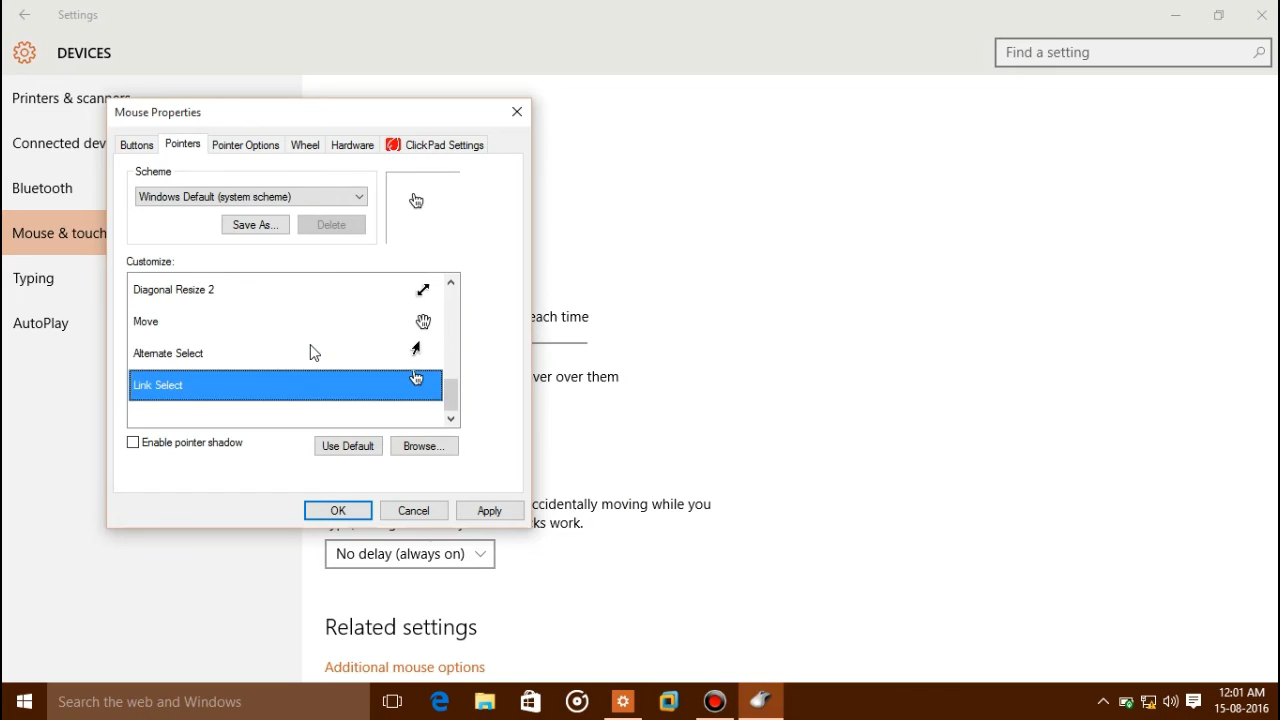 Settings
DEVICES
Find a setting
Printers & scanners
Connected dev
Bluetooth
Mouse & touch
Typing
AutoPlay
Mouse Properties
Buttons
Pointers
Pointer Options
Wheel
Hardware
ClickPad Settings
Scheme
Windows Default (system scheme)
Save As...
Delete
Customize:
Diagonal Resize 2
Move
Alternate Select
Link Select
Enable pointer shadow
Use Default
Browse...
OK
Cancel
Apply
each time
ver over them
ccidentally moving while you
ks work.
No delay (always on)
Related settings
Additional mouse options
Search the web and Windows
12:01 AM
15-08-2016